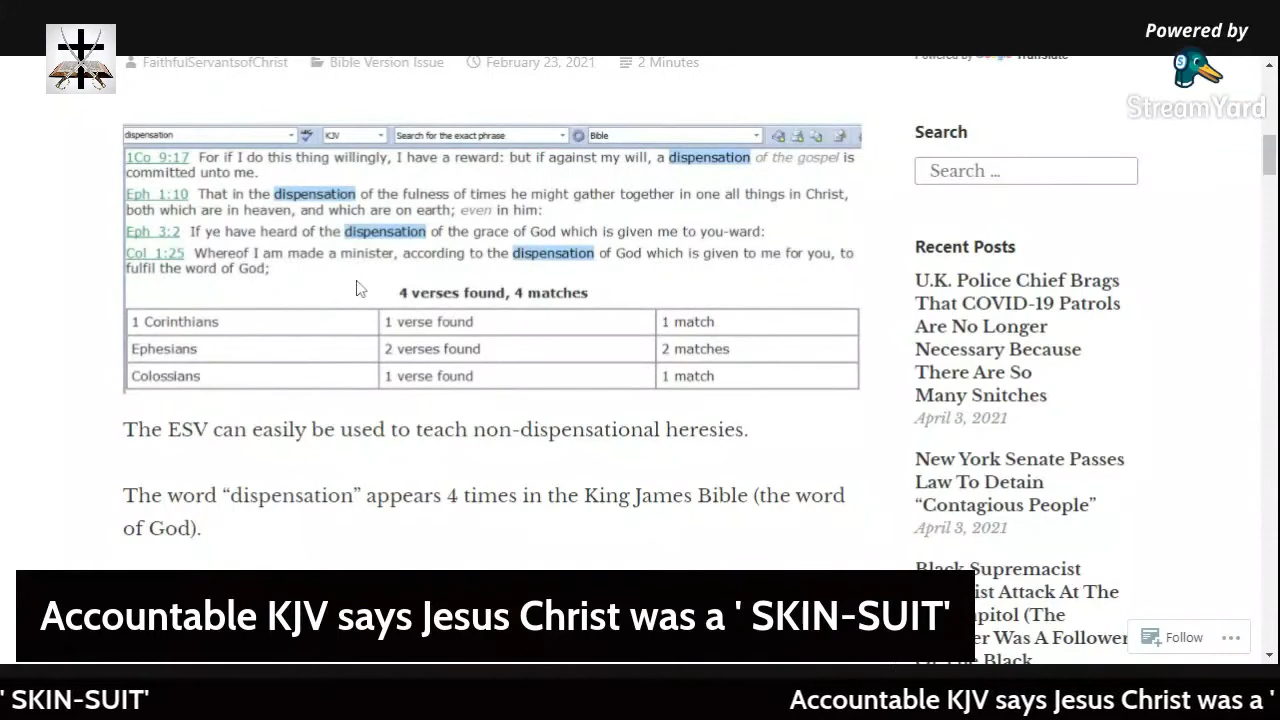 Powered by
StreamYard
FaithfulServantsofChrist Bible Version Issue February 23, 2021 2 Minutes
Powered by Google Translate
dispensation KJV Search for the exact phrase Bible
1Co 9:17 For if I do this thing willingly, I have a reward: but if against my will, a dispensation of the gospel is
committed unto me.
Eph 1:10 That in the dispensation of the fulness of times he might gather together in one all things in Christ,
both which are in heaven, and which are on earth; even in him:
Eph 3:2 If ye have heard of the dispensation of the grace of God which is given me to you-ward:
Col 1:25 Whereof I am made a minister, according to the dispensation of God which is given to me for you, to
fulfil the word of God;
4 verses found, 4 matches
1 Corinthians 1 verse found 1 match
Ephesians 2 verses found 2 matches
Colossians 1 verse found 1 match
The ESV can easily be used to teach non-dispensational heresies.
The word “dispensation” appears 4 times in the King James Bible (the word
of God).
Search
Search …
Recent Posts
U.K. Police Chief Brags
That COVID-19 Patrols
Are No Longer
Necessary Because
There Are So
Many Snitches
April 3, 2021
New York Senate Passes
Law To Detain
“Contagious People”
April 3, 2021
Black Supremacist
Attack At The
Was A Follower
Of The Black
Follow
Accountable KJV says Jesus Christ was a ' SKIN-SUIT'
' SKIN-SUIT' Accountable KJV says Jesus Christ was a '